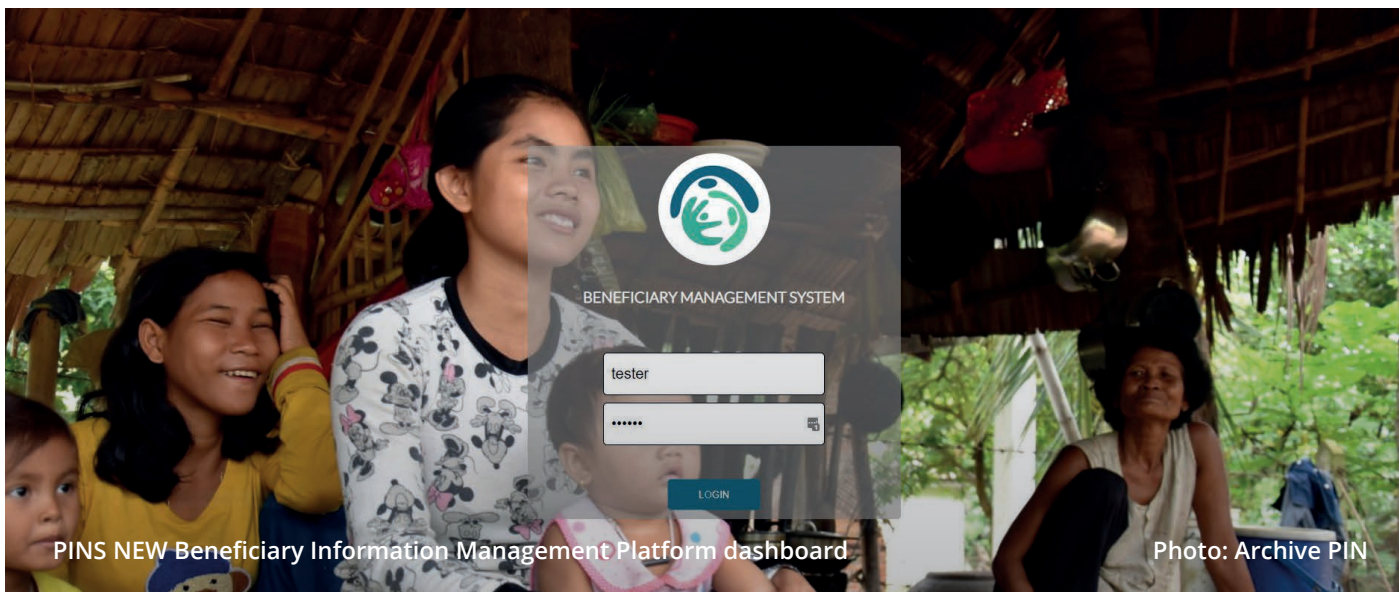 BENEFICIARY MANAGEMENT SYSTEM
tester
••••••
LOGIN
PINS NEW Beneficiary Information Management Platform dashboard
Photo: Archive PIN